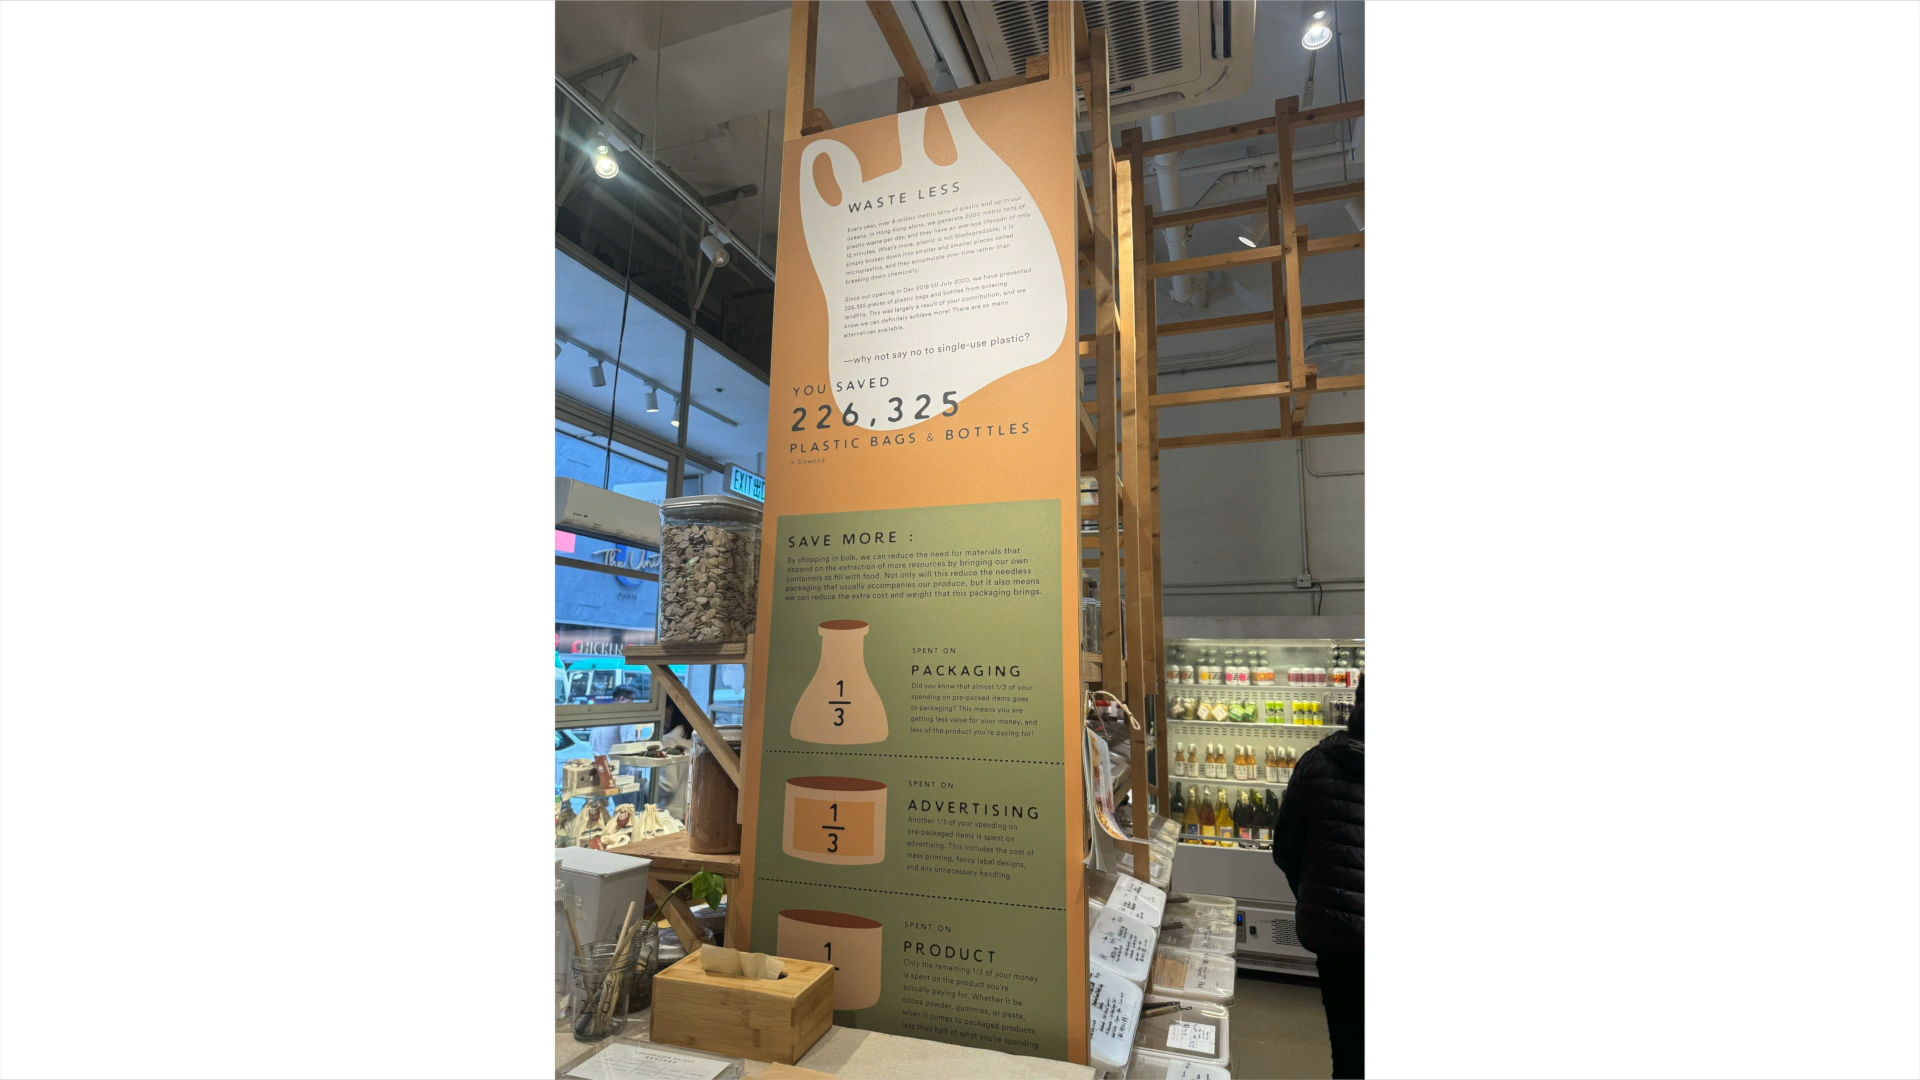 WASTE LESS
Every year, over 8 million metric tons of plastic end up in our
oceans. In Hong Kong alone, we generate 2000 metric tons of
plastic waste per day, and they have an average lifespan of only
10 minutes. What's more, plastic is not biodegradable; it is
simply broken down into smaller and smaller pieces called
microplastics, and they accumulate over time rather than
breaking down chemically.
Since our opening in Dec 2018 till July 2020, we have prevented
226,325 pieces of plastic bags and bottles from entering
landfills. This was largely a result of your contribution, and we
know we can definitely achieve more! There are so many
alternatives available.
—why not say no to single-use plastic?
YOU SAVED
226,325
PLASTIC BAGS & BOTTLES
in Slowood
EXIT
SAVE MORE :
By shopping in bulk, we can reduce the need for materials that
depend on the extraction of more resources by bringing our own
containers to fill with food. Not only will this reduce the needless
packaging that usually accompanies our produce, but it also means
we can reduce the extra cost and weight that this packaging brings.
1
3
SPENT ON
PACKAGING
Did you know that almost 1/3 of your
spending on pre-packed items goes
to packaging? This means you are
getting less value for your money, and
less of the product you're paying for!
1
3
SPENT ON
ADVERTISING
Another 1/3 of your spending on
pre-packaged items is spent on
advertising. This includes the cost of
mass printing, fancy label designs,
and any unnecessary handling.
1
SPENT ON
PRODUCT
Only the remaining 1/3 of your money
is spent on the product you're
actually paying for. Whether it be
cocoa powder, gummies, or pasta,
when it comes to packaged products,
less than half of what you're spending
The
CHICKEN